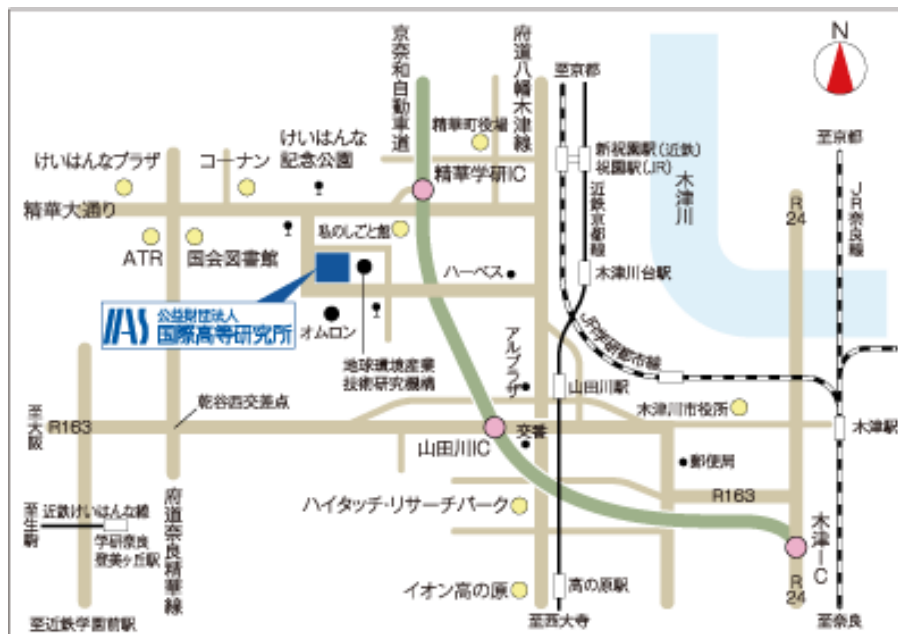 京奈和自動車道
府道八幡木津線
N
至京都
精華町役場
けいはんな
記念公園
新祝園駅(近鉄)
祝園駅(JR)
至京都
けいはんなプラザ
コーナン
精華学研IC
近鉄京都線
木津川
JR奈良線
R
24
精華大通り
私のしごと館
ATR
国会図書館
ハーベス
木津川台駅
IIAS
公益財団法人
国際高等研究所
オムロン
地球環境産業
技術研究機構
アルプラザ
JR学研都市線
山田川駅
乾谷西交差点
木津川市役所
至大阪
R163
山田川IC
交番
木津駅
郵便局
R163
至生駒
近鉄けいはんな線
学研奈良
登美ヶ丘駅
府道奈良精華線
ハイタッチ・リサーチパーク
木津IC
イオン高の原
高の原駅
R
24
至近鉄学園前駅
至西大寺
至奈良